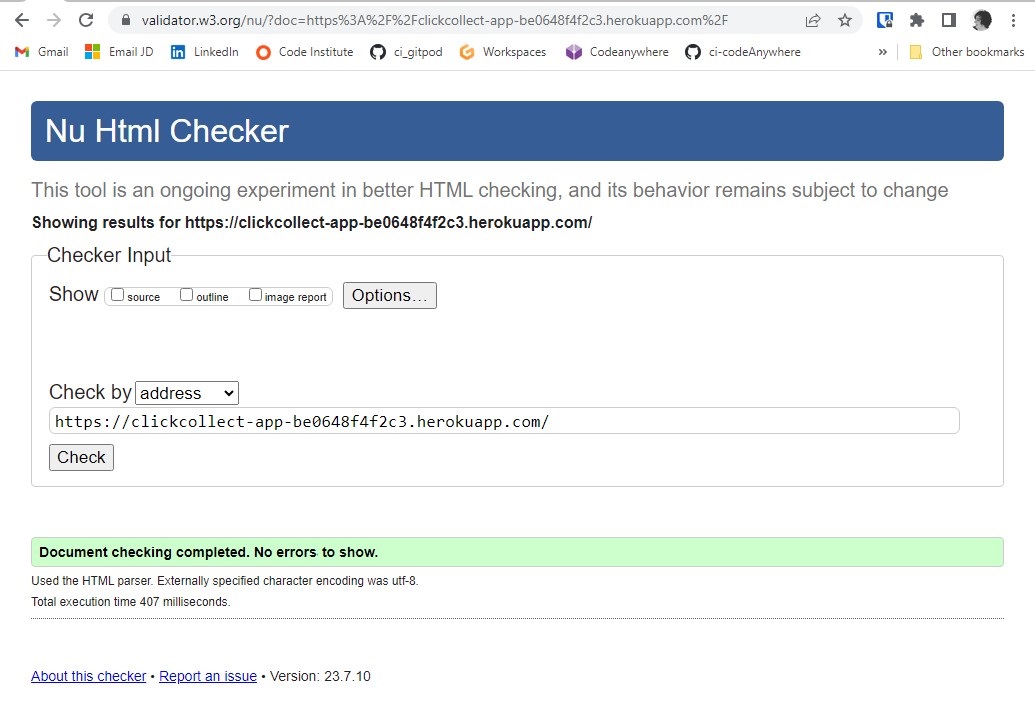 validator.w3.org/nu/?doc=https%3A%2F%2Fclickcollect-app-be0648f4f2c3.herokuapp.com%2F
Gmail Email JD LinkedIn Code Institute ci_gitpod Workspaces Codeanywhere ci-codeAnywhere » Other bookmarks
Nu Html Checker
This tool is an ongoing experiment in better HTML checking, and its behavior remains subject to change
Showing results for https://clickcollect-app-be0648f4f2c3.herokuapp.com/
Checker Input
Show source outline image report Options…
Check by address
https://clickcollect-app-be0648f4f2c3.herokuapp.com/
Check
Document checking completed. No errors to show.
Used the HTML parser. Externally specified character encoding was utf-8.
Total execution time 407 milliseconds.
About this checker • Report an issue • Version: 23.7.10